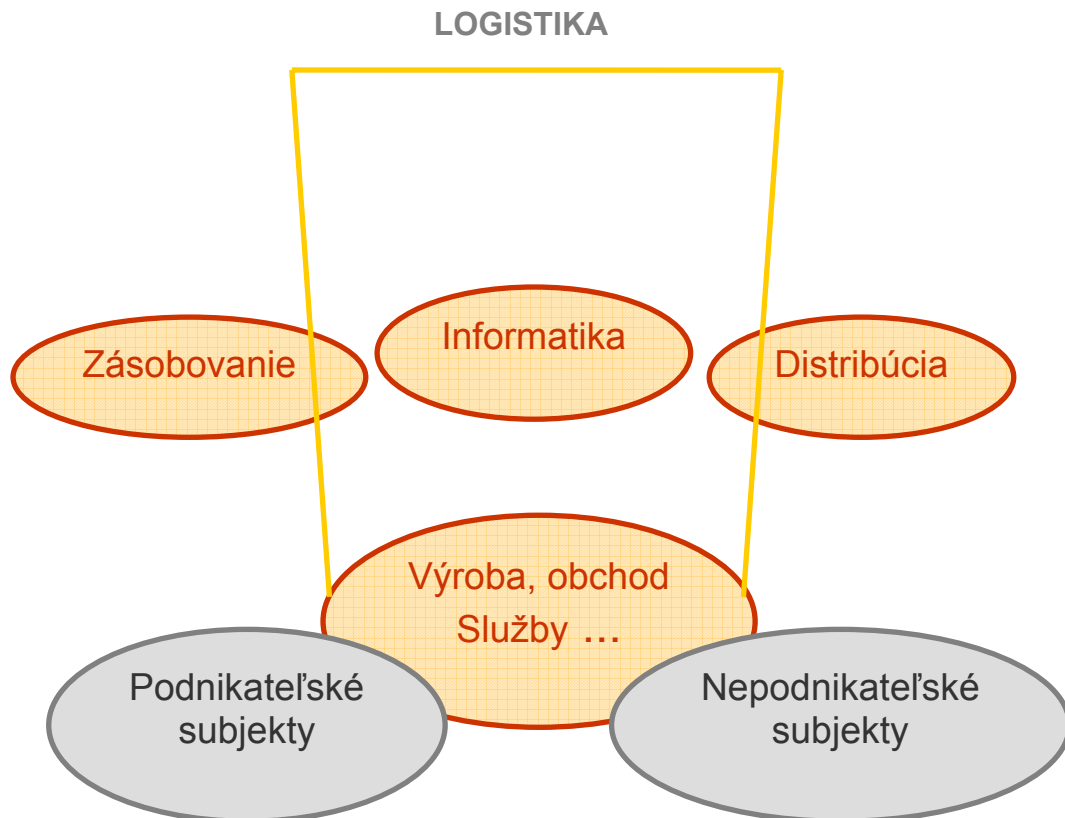 LOGISTIKA
Informatika
Zásobovanie
Distribúcia
Výroba, obchod
Služby ...
Podnikateľské
subjekty
Nepodnikateľské
subjekty